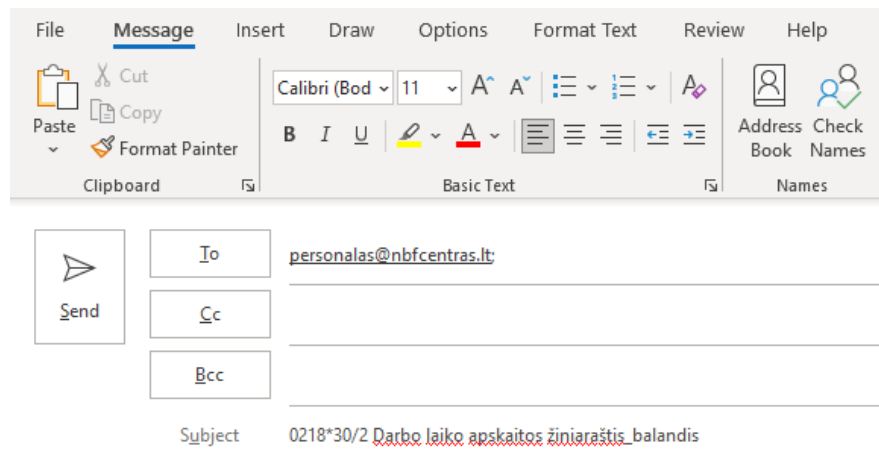 File Message Insert Draw Options Format Text Review Help
Cut
Copy
Paste
Format Painter
Clipboard
Calibri (Bod 11 A A A
B I U A
Basic Text
Address Book
Check Names
Names
Send
To personalas@nbfcentras.lt;
Cc
Bcc
Subject 0218*30/2 Darbo laiko apskaitos žiniaraštis_balandis